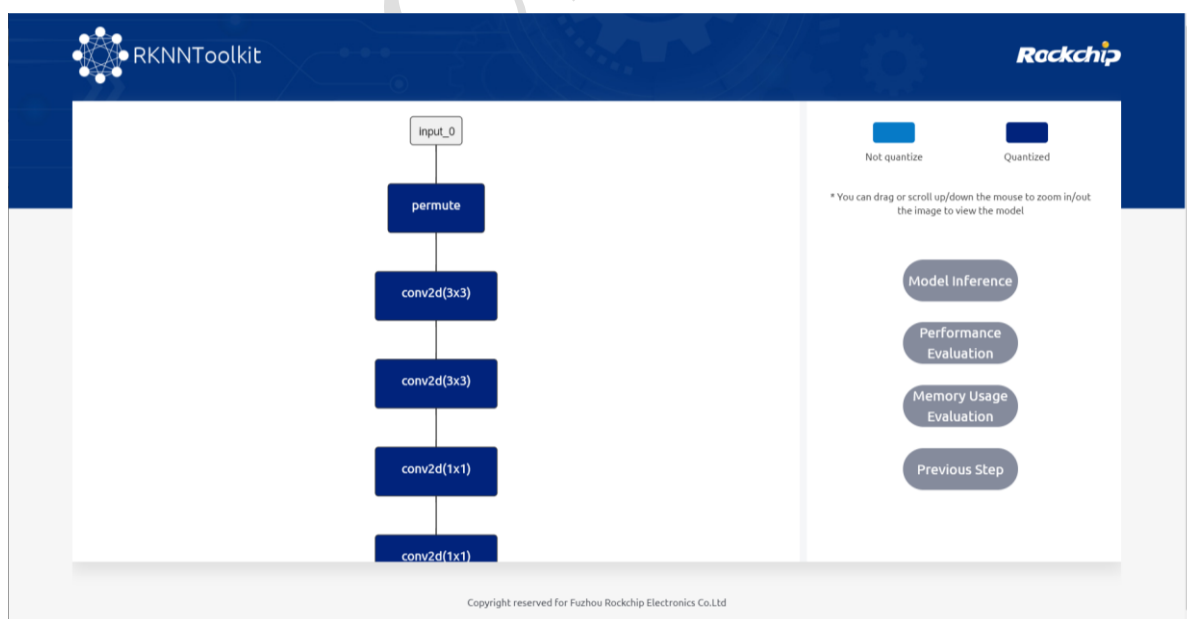 RKNNToolkit
Rockchip
input_0
permute
conv2d(3x3)
conv2d(3x3)
conv2d(1x1)
conv2d(1x1)
Not quantize
Quantized
* You can drag or scroll up/down the mouse to zoom in/out
the image to view the model
Model Inference
Performance
Evaluation
Memory Usage
Evaluation
Previous Step
Copyright reserved for Fuzhou Rockchip Electronics Co.Ltd